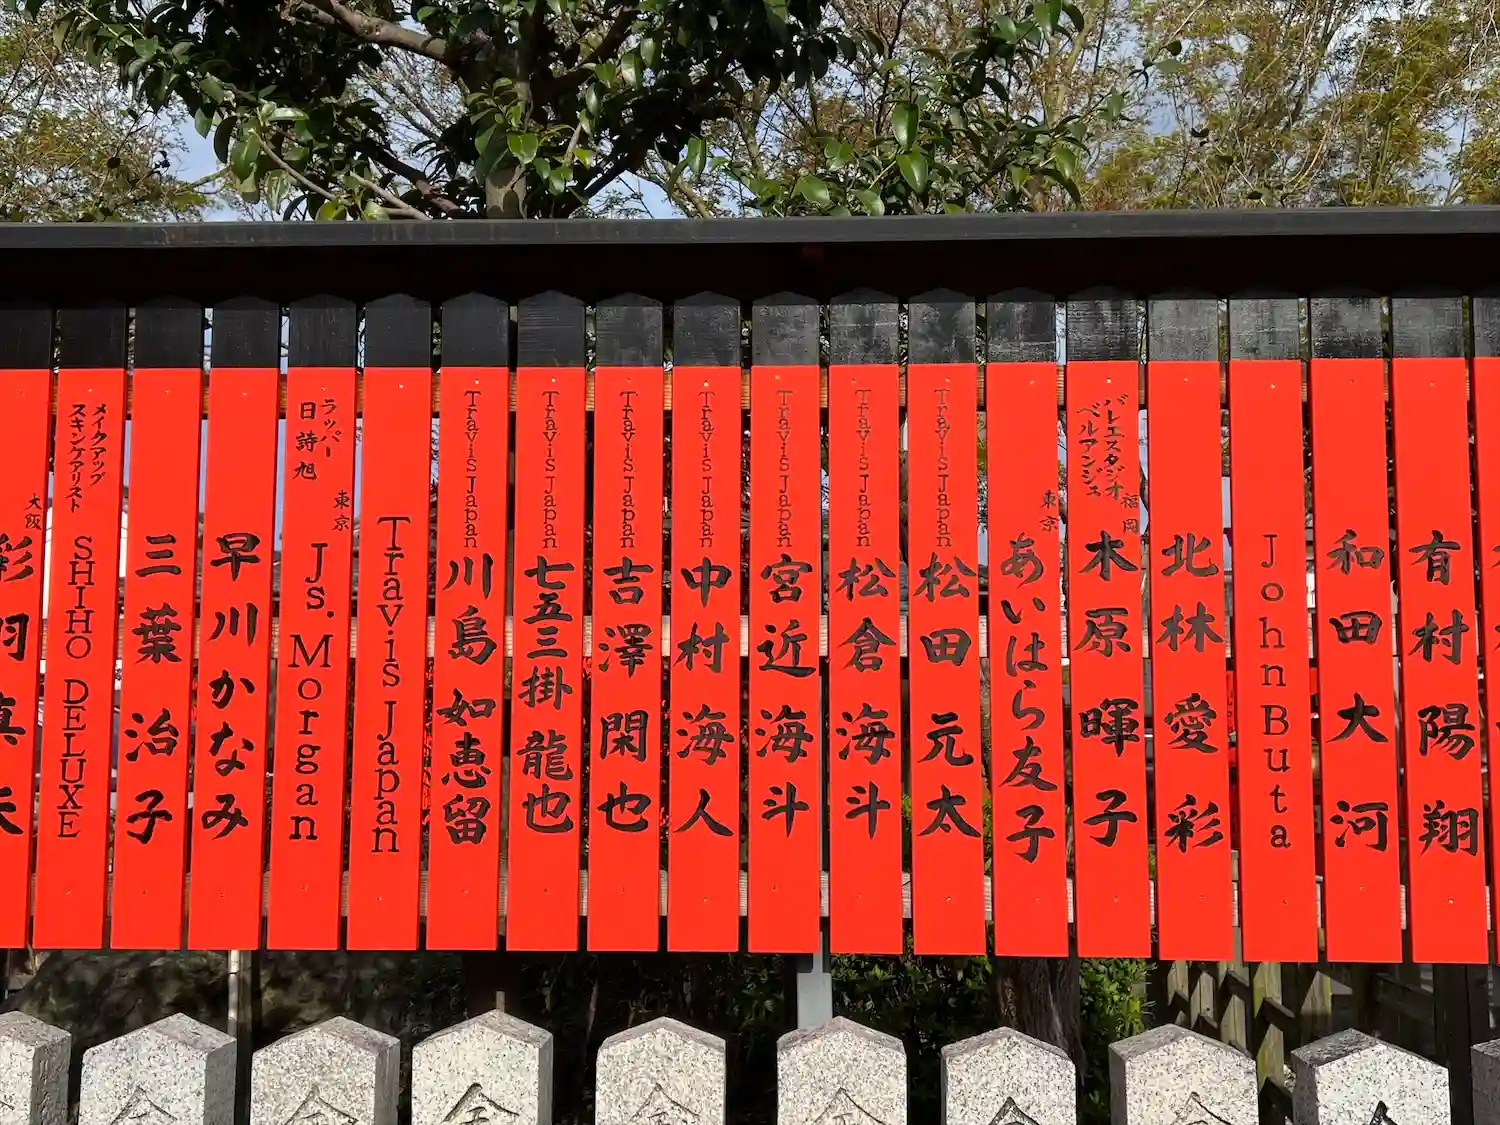 大阪
彩羽真矢
メイクアップ
スキンケアリスト
SHIHO DELUXE
三葉治子
早川かなみ
ラッパー
日詩旭
東京
Js. Morgan
Travis Japan
Travis Japan
川島如恵留
Travis Japan
七五三掛龍也
Travis Japan
吉澤閑也
Travis Japan
中村海人
Travis Japan
宮近海斗
Travis Japan
松倉海斗
Travis Japan
松田元太
東京
あいはら友子
バレエスタジオ
ベルアンジュ
福岡
木原暉子
北林愛彩
John Buta
和田大河
有村陽翔